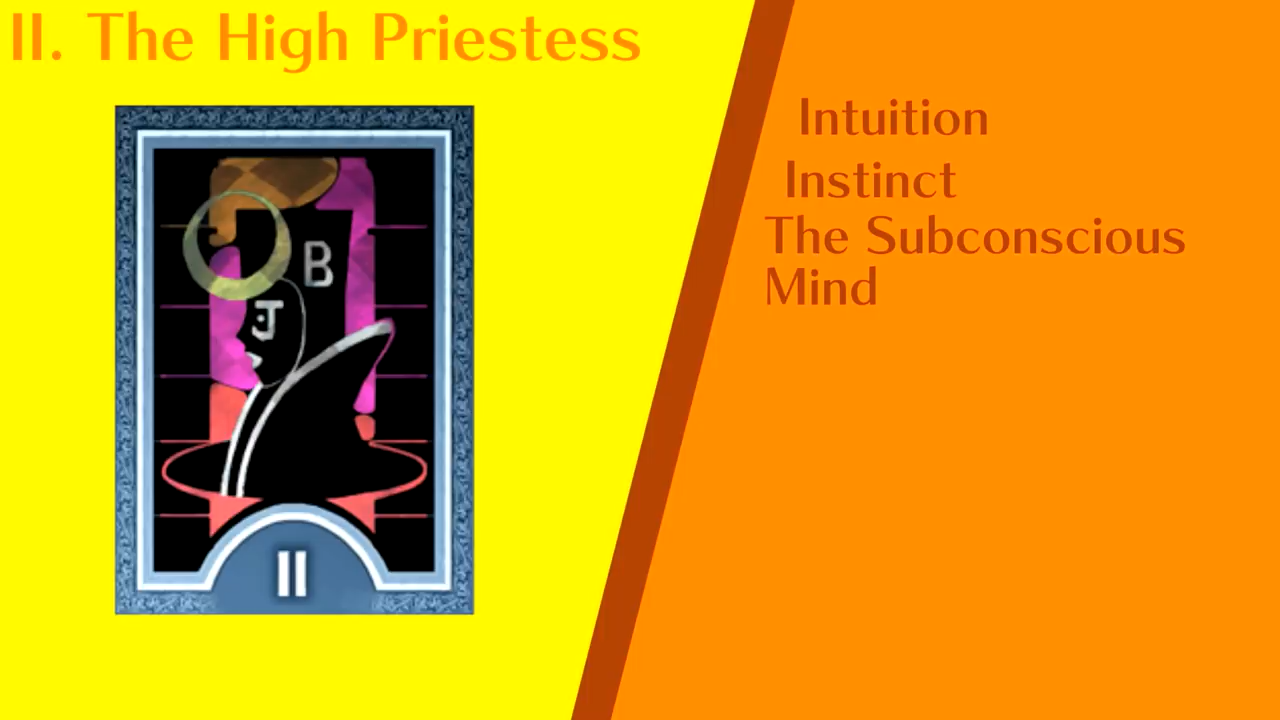 II. The High Priestess
B
J
II
Intuition
Instinct
The Subconscious
Mind